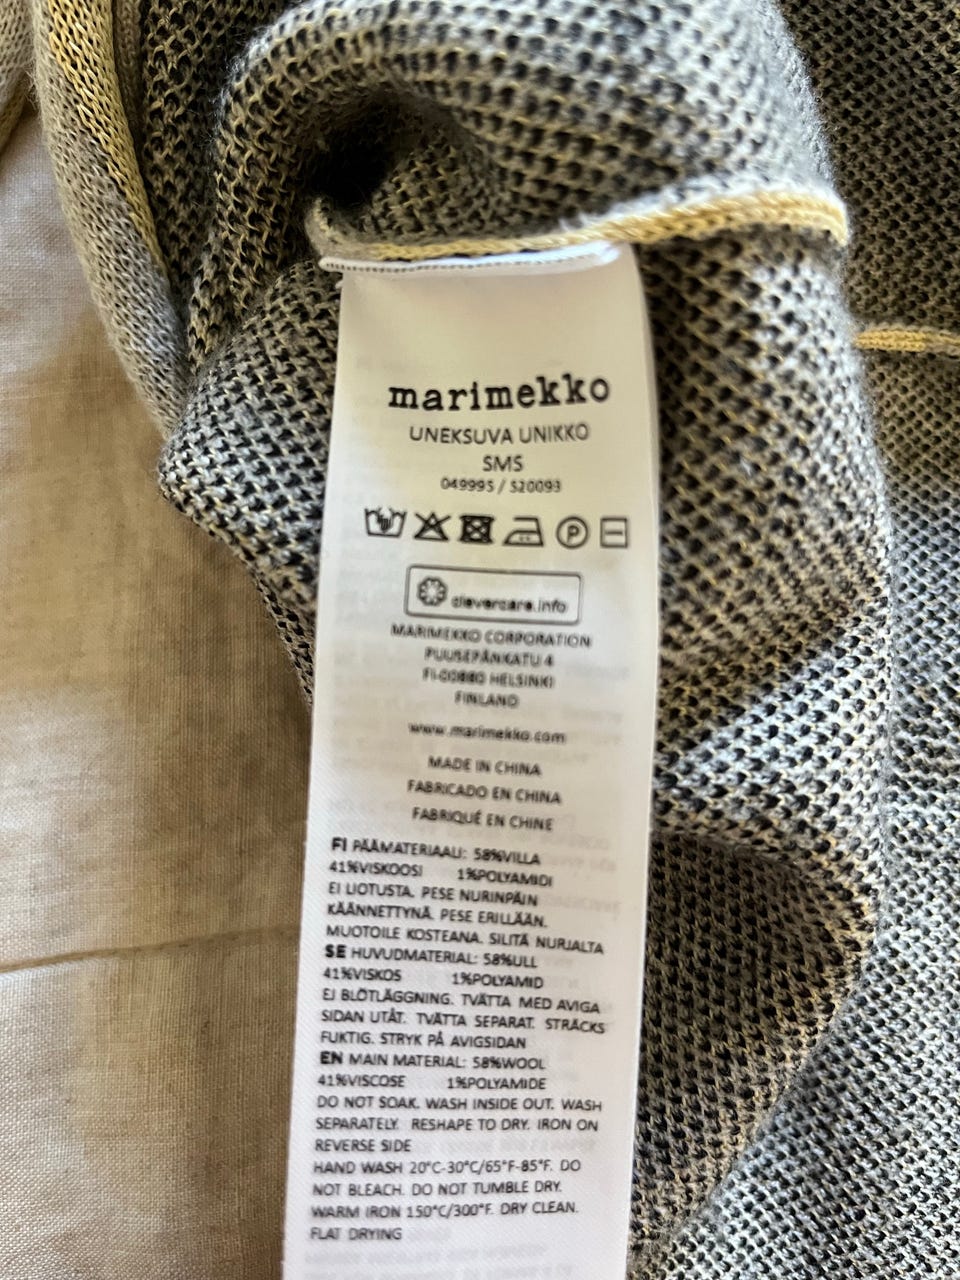 marimekko
UNEKSUVA UNIKKO
SMS
049995 / S20093
P
clevercare.info
MARIMEKKO CORPORATION
PUUSEPÄNKATU 4
FI-00880 HELSINKI
FINLAND
www.marimekko.com
MADE IN CHINA
FABRICADO EN CHINA
FABRIQUÉ EN CHINE
FI PÄÄMATERIAALI: 58%VILLA
41%VISKOOSI 1%POLYAMIDI
EI LIOTUSTA. PESE NURINPÄIN
KÄÄNNETTYNÄ. PESE ERILLÄÄN.
MUOTOILE KOSTEANA. SILITÄ NURJALTA
SE HUVUDMATERIAL: 58%ULL
41%VISKOS 1%POLYAMID
EJ BLÖTLÄGGNING. TVÄTTA MED AVIGA
SIDAN UTÅT. TVÄTTA SEPARAT. STRÄCKS
FUKTIG. STRYK PÅ AVIGSIDAN
EN MAIN MATERIAL: 58%WOOL
41%VISCOSE 1%POLYAMIDE
DO NOT SOAK. WASH INSIDE OUT. WASH
SEPARATELY. RESHAPE TO DRY. IRON ON
REVERSE SIDE
HAND WASH 20°C-30°C/65°F-85°F. DO
NOT BLEACH. DO NOT TUMBLE DRY.
WARM IRON 150°C/300°F. DRY CLEAN.
FLAT DRYING